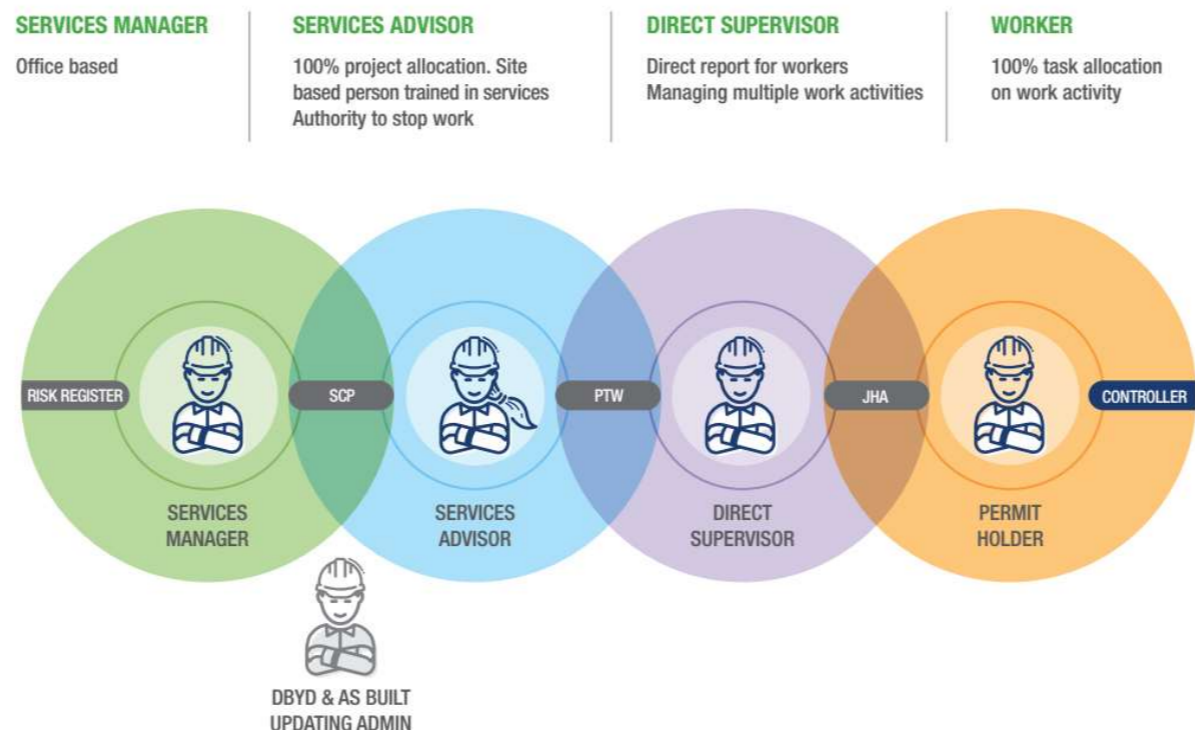 SERVICES MANAGER
Office based
SERVICES ADVISOR
100% project allocation. Site
based person trained in services
Authority to stop work
DIRECT SUPERVISOR
Direct report for workers
Managing multiple work activities
WORKER
100% task allocation
on work activity
RISK REGISTER
SCP
PTW
JHA
CONTROLLER
SERVICES
MANAGER
SERVICES
ADVISOR
DIRECT
SUPERVISOR
PERMIT
HOLDER
DBYD & AS BUILT
UPDATING ADMIN